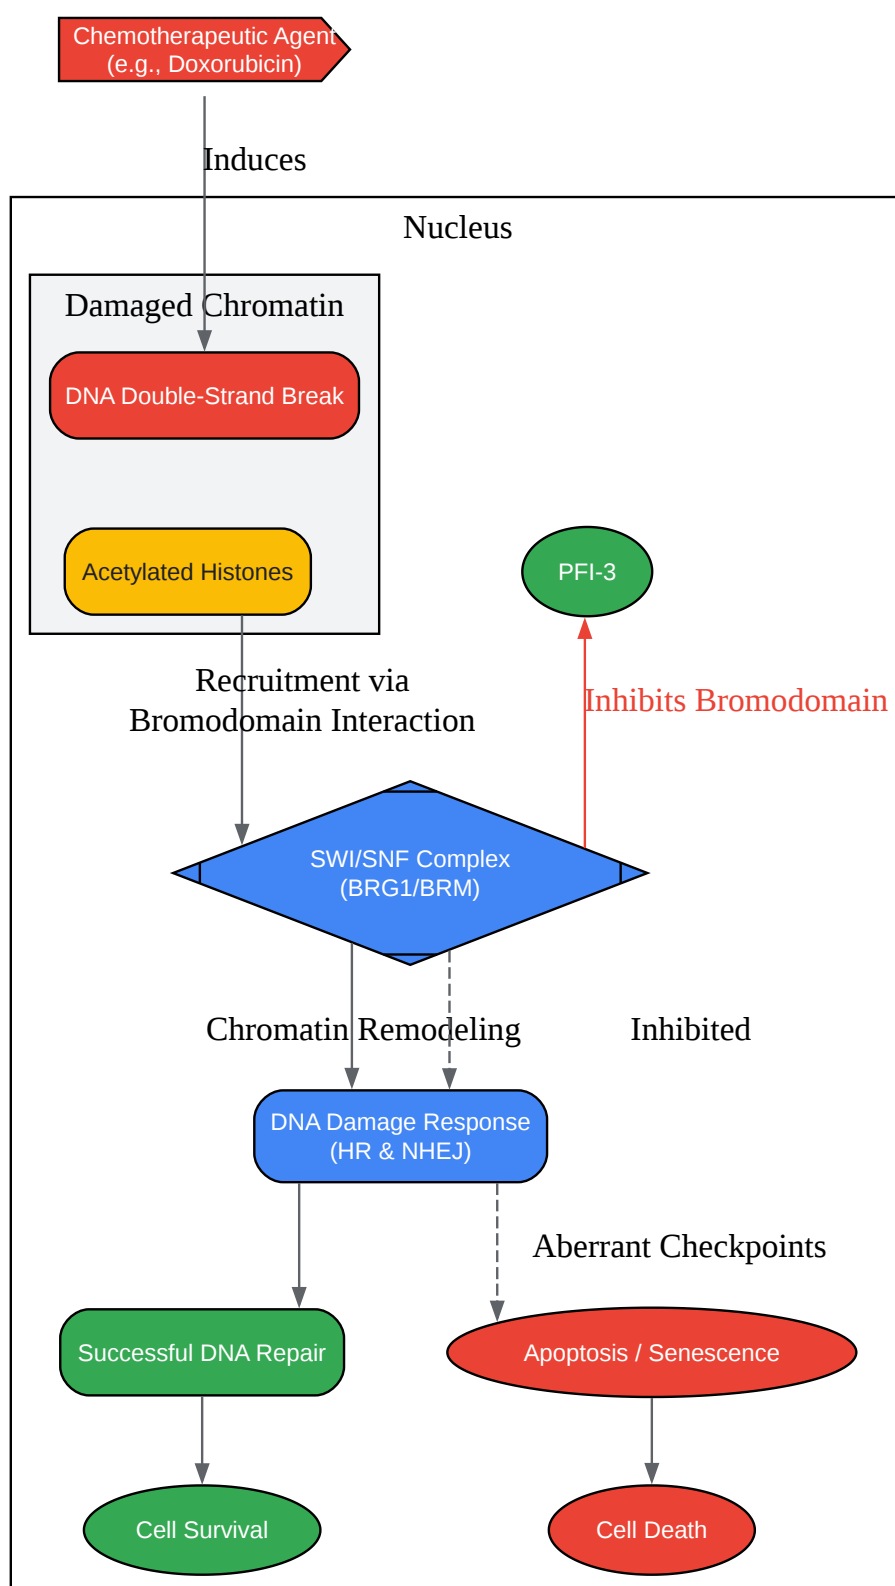 Chemotherapeutic Agent
(e.g., Doxorubicin)
Induces
Nucleus
Damaged Chromatin
DNA Double-Strand Break
Acetylated Histones
PFI-3
Recruitment via
Bromodomain Interaction
Inhibits Bromodomain
SWI/SNF Complex
(BRG1/BRM)
Chromatin Remodeling
Inhibited
DNA Damage Response
(HR & NHEJ)
Aberrant Checkpoints
Successful DNA Repair
Apoptosis / Senescence
Cell Survival
Cell Death